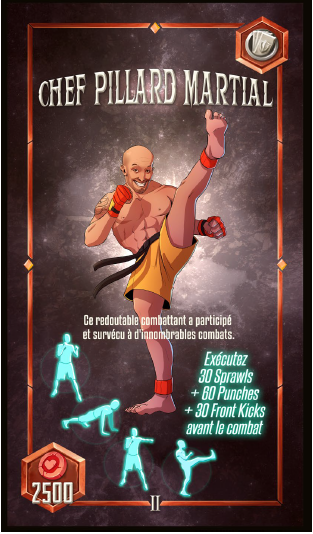 CHEF PILLARD MARTIAL
Ce redoutable combattant a participé
et survécu à d'innombrables combats.
Exécutez
30 Sprawls
+ 60 Punches
+ 30 Front Kicks
avant le combat
2500
II